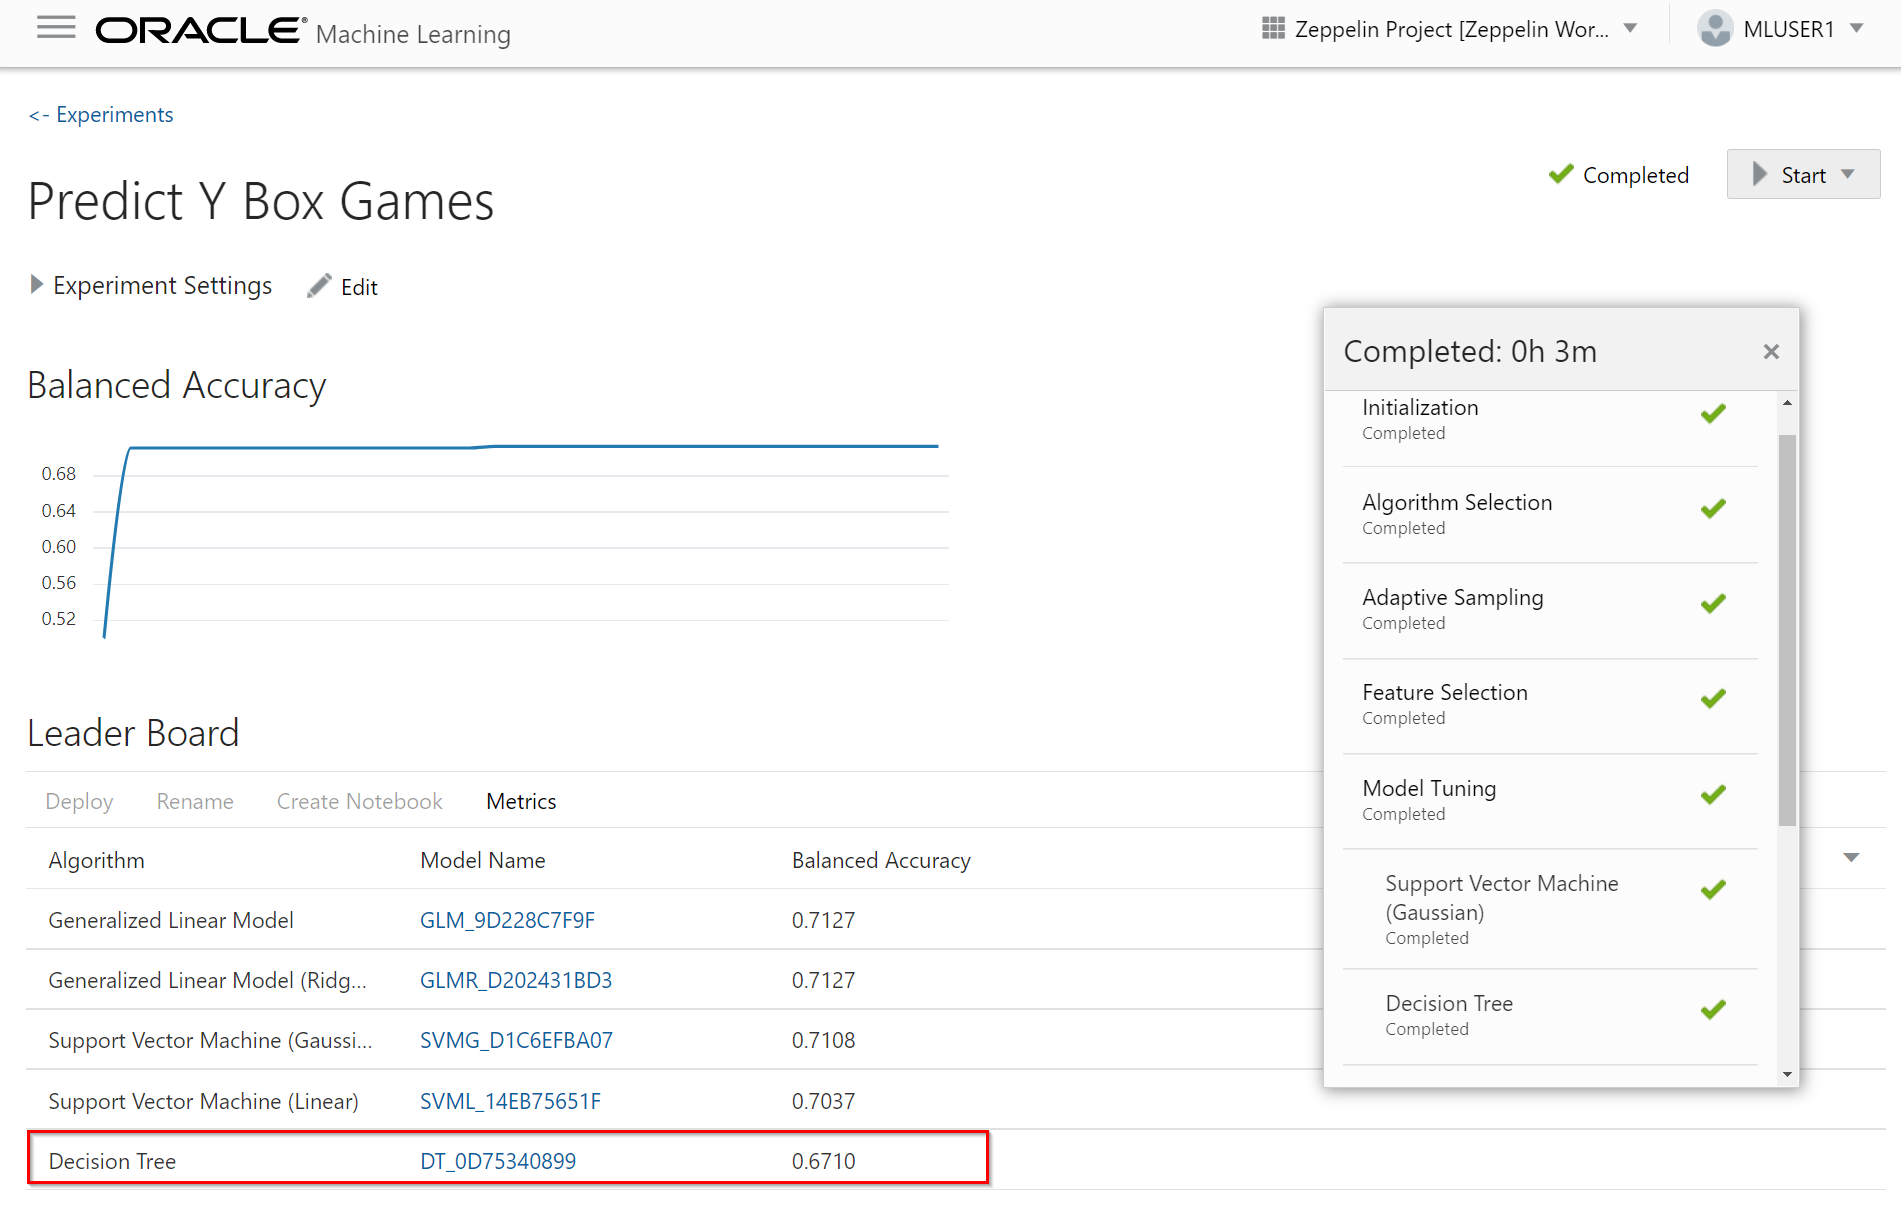 ORACLE® Machine Learning
Zeppelin Project [Zeppelin Wor...
MLUSER1
<- Experiments
Predict Y Box Games
Completed
Start
Experiment Settings
Edit
Balanced Accuracy
0.68
0.64
0.60
0.56
0.52
Leader Board
Deploy Rename Create Notebook Metrics
Algorithm Model Name Balanced Accuracy
Generalized Linear Model GLM_9D228C7F9F 0.7127
Generalized Linear Model (Ridg... GLMR_D202431BD3 0.7127
Support Vector Machine (Gaussi... SVMG_D1C6EFBA07 0.7108
Support Vector Machine (Linear) SVML_14EB75651F 0.7037
Decision Tree DT_0D75340899 0.6710
Completed: 0h 3m
Initialization
Completed
Algorithm Selection
Completed
Adaptive Sampling
Completed
Feature Selection
Completed
Model Tuning
Completed
Support Vector Machine
(Gaussian)
Completed
Decision Tree
Completed